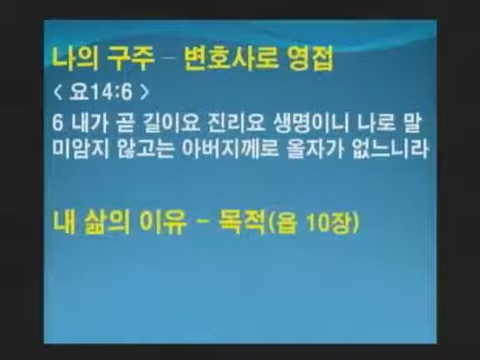 나의 구주 - 변호사로 영접
< 요14:6 >
6 내가 곧 길이요 진리요 생명이니 나로 말
미암지 않고는 아버지께로 올자가 없느니라
내 삶의 이유 - 목적(욥 10장)